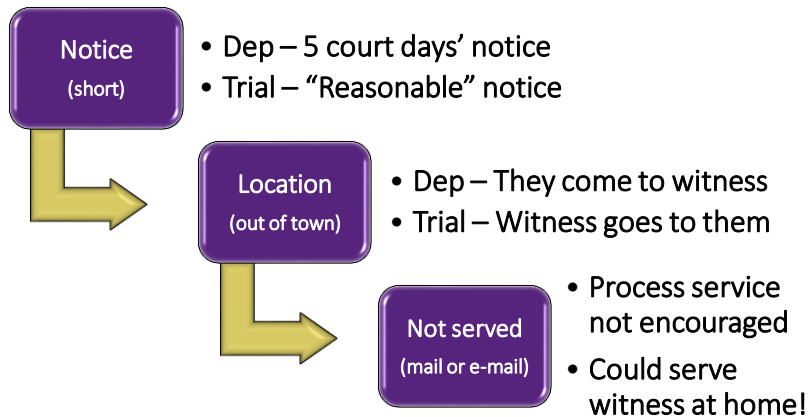 Notice
(short)
• Dep – 5 court days’ notice
• Trial – “Reasonable” notice
Location
(out of town)
• Dep – They come to witness
• Trial – Witness goes to them
Not served
(mail or e-mail)
• Process service
not encouraged
• Could serve
witness at home!